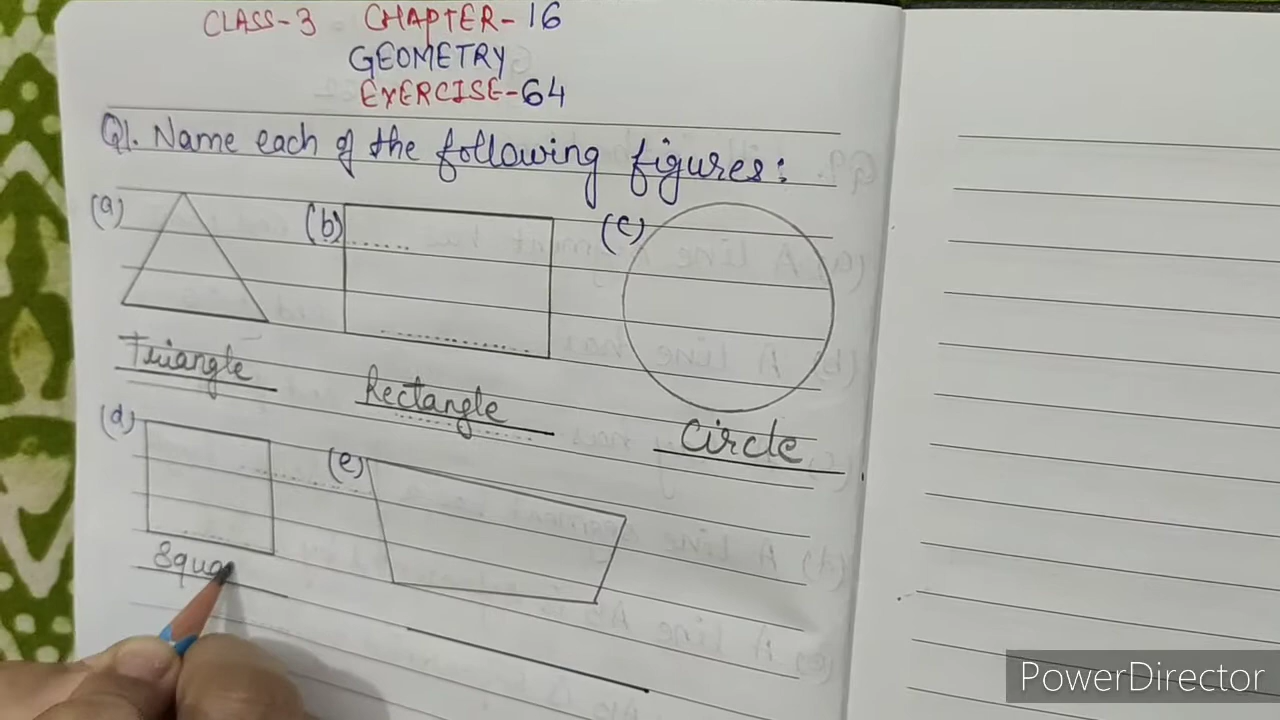 CLASS-3 CHAPTER-16
GEOMETRY
EXERCISE-64
Q1. Name each of the following figures:
(a) (b) (c)
Triangle Rectangle Circle
(d) (e)
Squa
PowerDirector